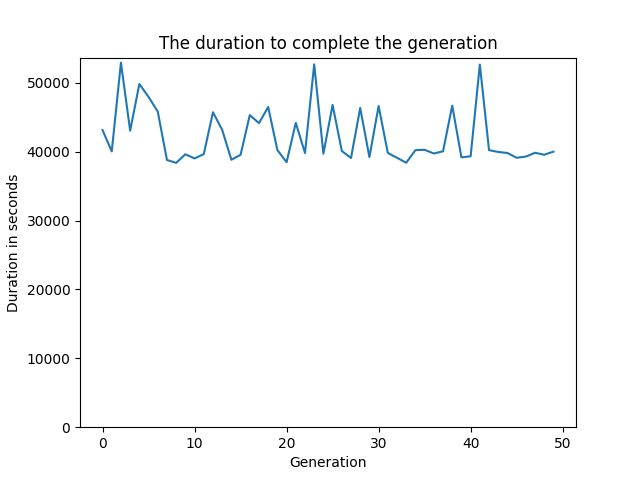 The duration to complete the generation
50000
40000
30000
20000
10000
0
Duration in seconds
0 10 20 30 40 50
Generation